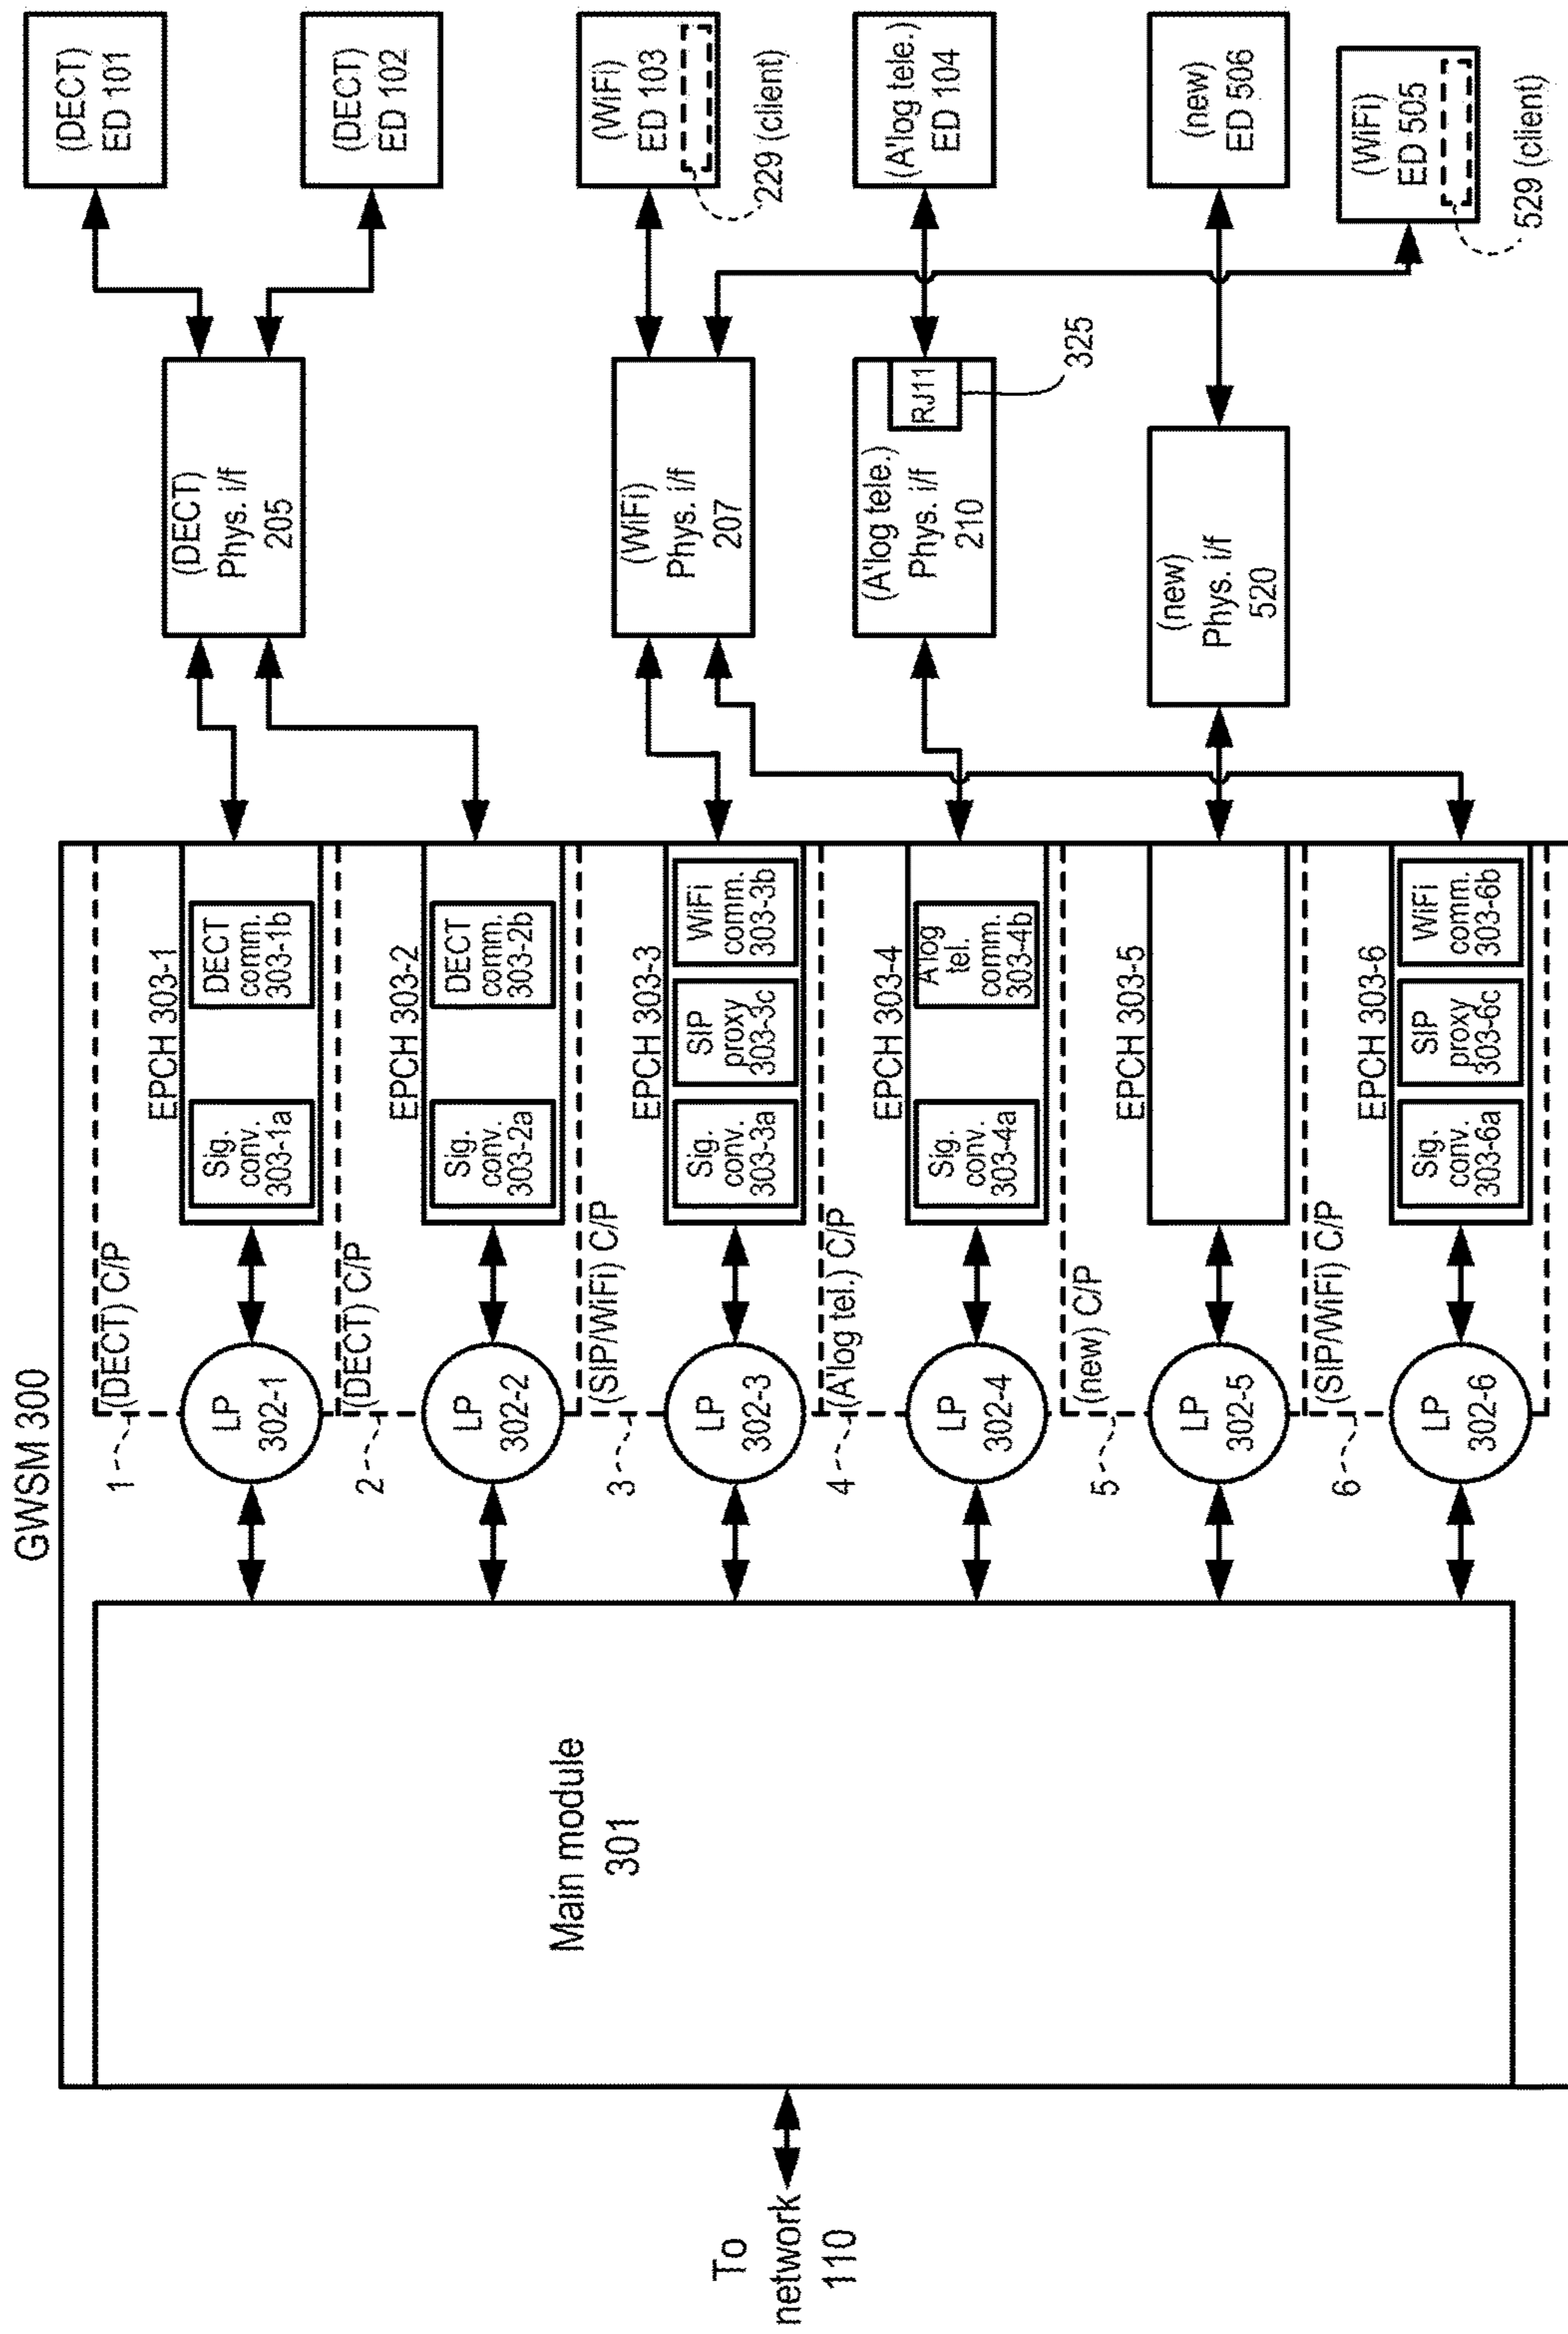 GWSM 300
To
network
110
Main module
301
1
(DECT) C/P
LP
302-1
EPCH 303-1
Sig.
conv.
303-1a
DECT
comm.
303-1b
2
(DECT) C/P
LP
302-2
EPCH 303-2
Sig.
conv.
303-2a
DECT
comm.
303-2b
3
(SIP/WiFi) C/P
LP
302-3
EPCH 303-3
Sig.
conv.
303-3a
SIP
proxy
303-3c
WiFi
comm.
303-3b
4
(A'log tel.) C/P
LP
302-4
EPCH 303-4
Sig.
conv.
303-4a
A'log
tel.
comm.
303-4b
5
(new) C/P
LP
302-5
EPCH 303-5
6
(SIP/WiFi) C/P
LP
302-6
EPCH 303-6
Sig.
conv.
303-6a
SIP
proxy
303-6c
WiFi
comm.
303-6b
(DECT)
Phys. i/f
205
(WiFi)
Phys. i/f
207
(A'log tele.)
Phys. i/f
210
RJ11
325
(new)
Phys. i/f
520
(DECT)
ED 101
(DECT)
ED 102
(WiFi)
ED 103
229 (client)
(A'log tele.)
ED 104
(new)
ED 506
(WiFi)
ED 505
529 (client)